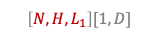 [N, H, L₁][1, D]